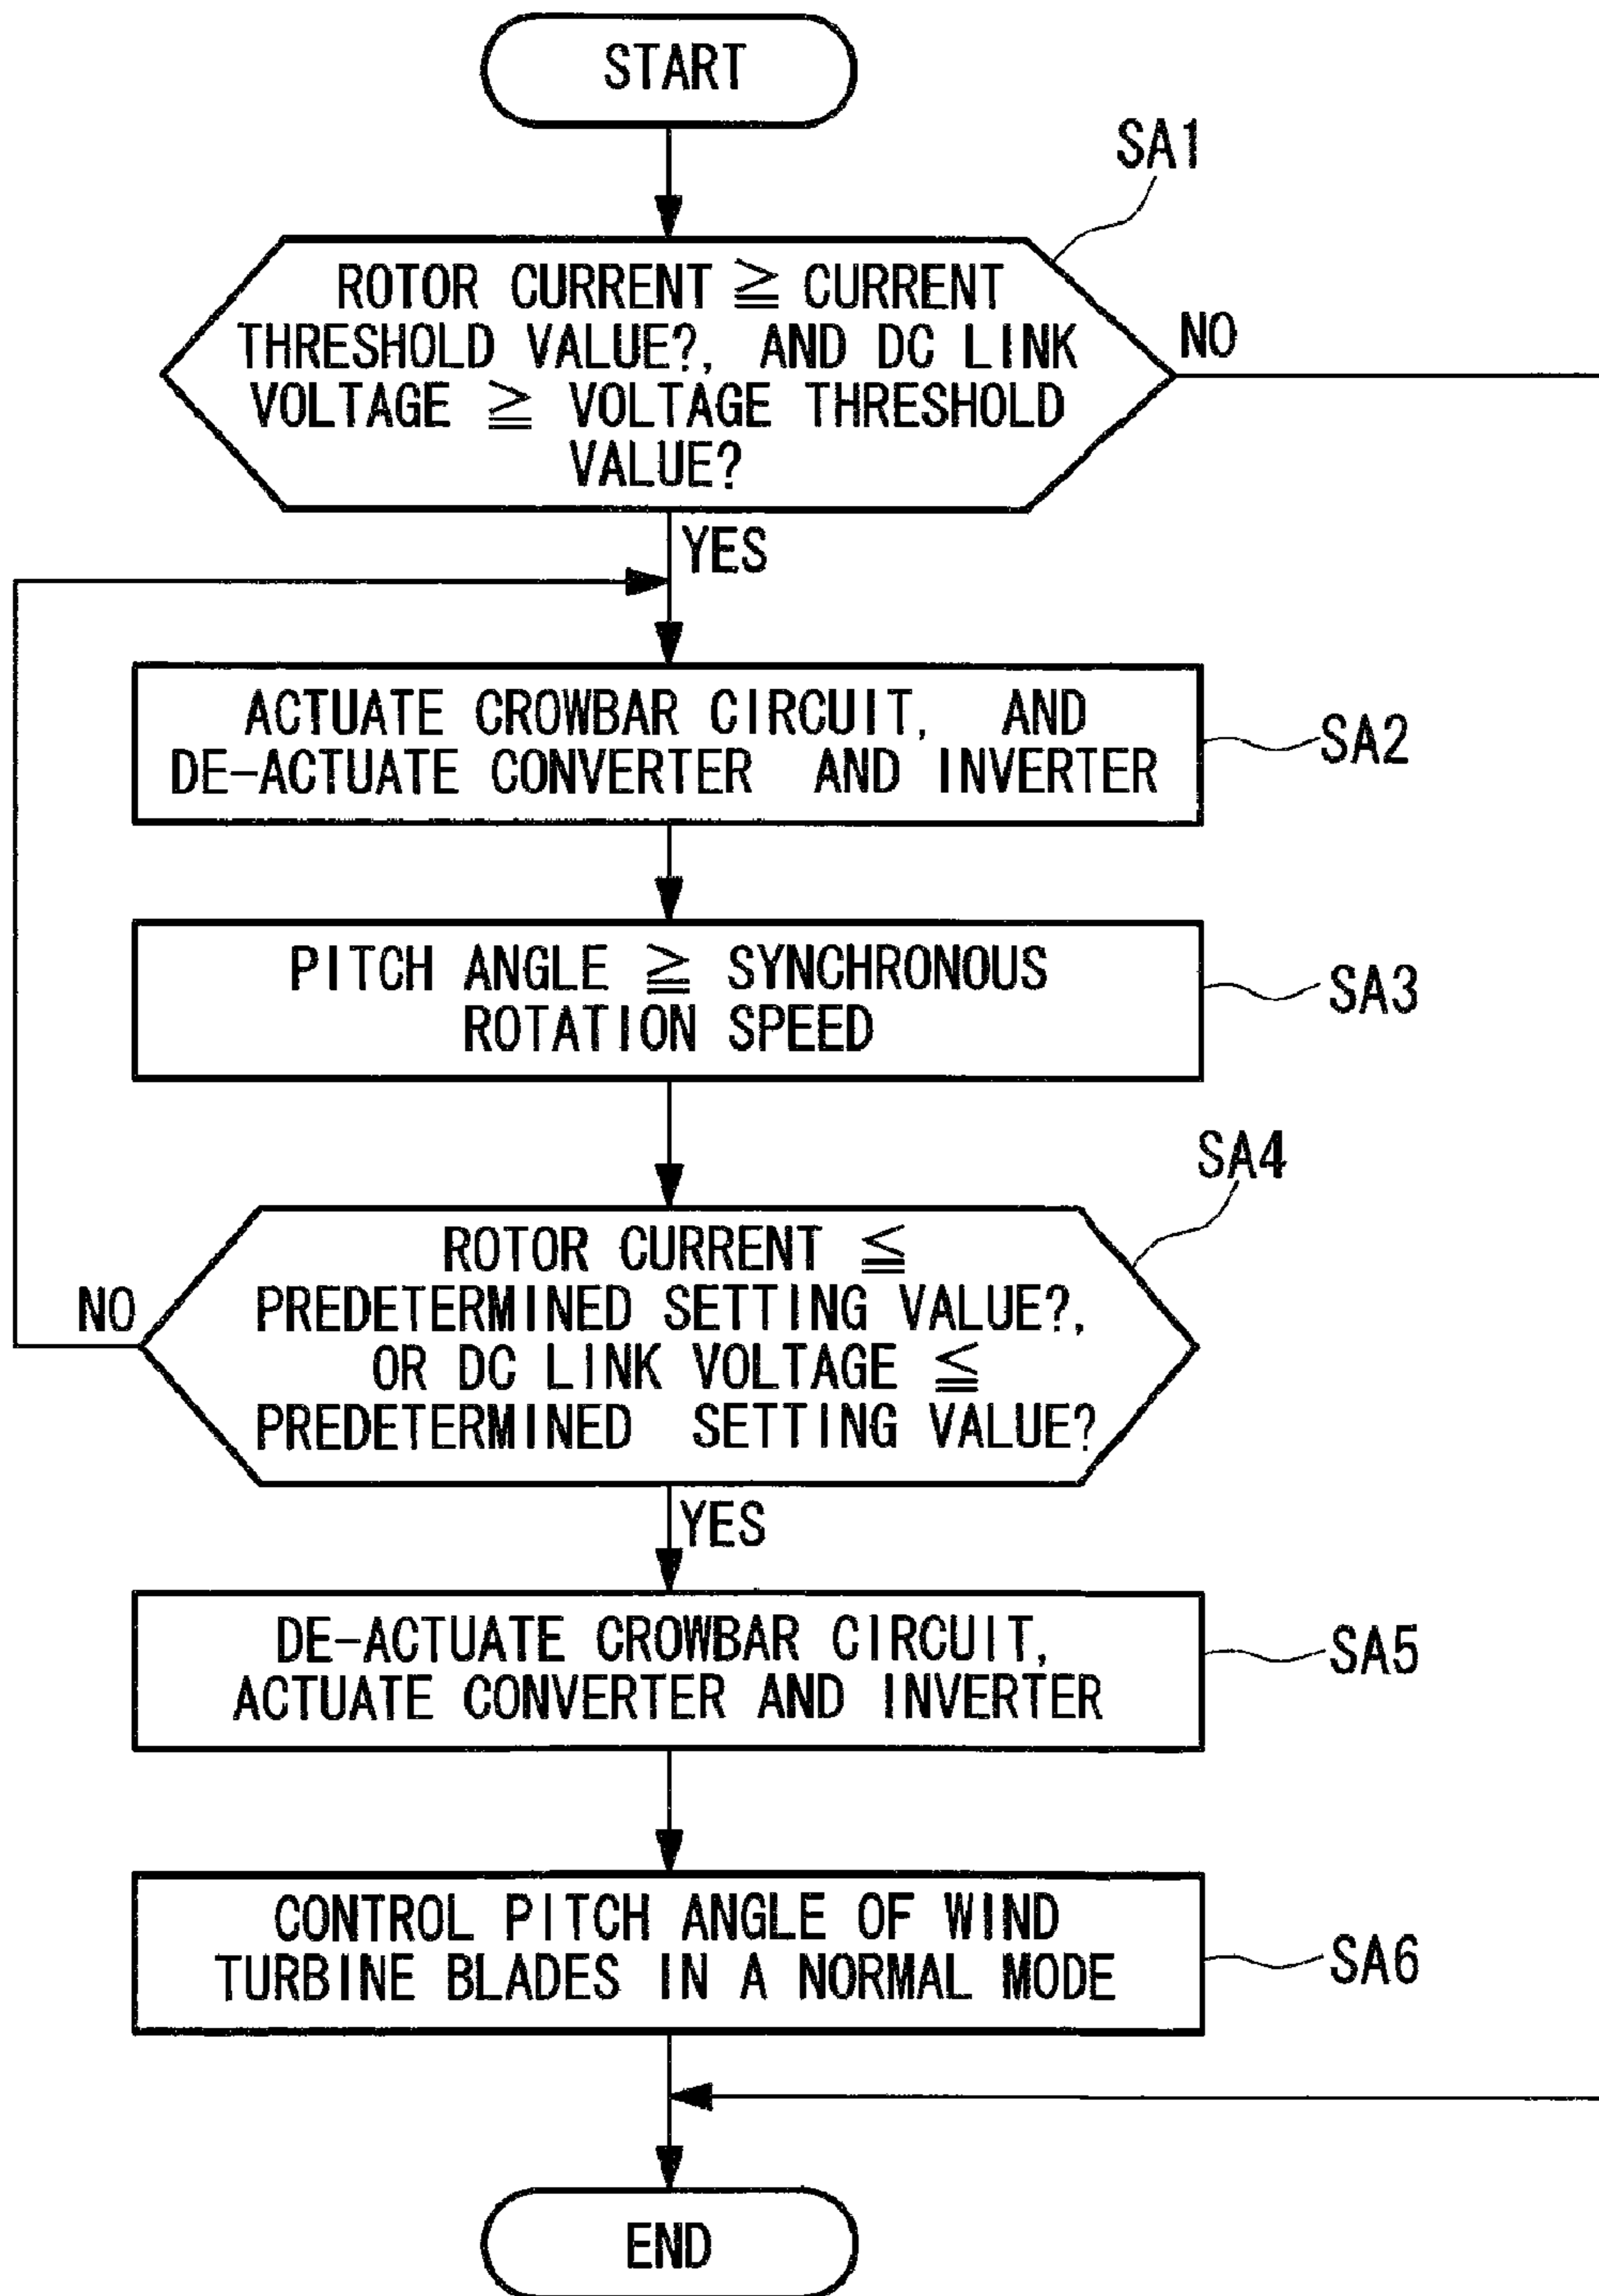 START
SA1
ROTOR CURRENT ≧ CURRENT
THRESHOLD VALUE?, AND DC LINK
VOLTAGE ≧ VOLTAGE THRESHOLD
VALUE?
NO
YES
ACTUATE CROWBAR CIRCUIT, AND
DE-ACTUATE CONVERTER AND INVERTER
SA2
PITCH ANGLE ≧ SYNCHRONOUS
ROTATION SPEED
SA3
SA4
ROTOR CURRENT ≦
PREDETERMINED SETTING VALUE?,
OR DC LINK VOLTAGE ≦
PREDETERMINED SETTING VALUE?
NO
YES
DE-ACTUATE CROWBAR CIRCUIT,
ACTUATE CONVERTER AND INVERTER
SA5
CONTROL PITCH ANGLE OF WIND
TURBINE BLADES IN A NORMAL MODE
SA6
END